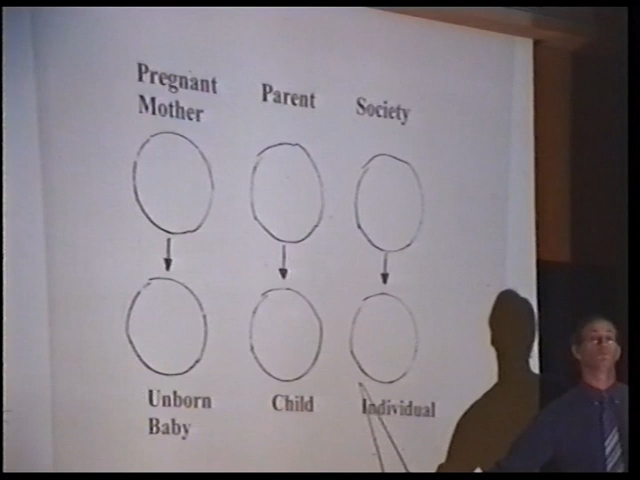 Pregnant
Mother
Parent
Society
Unborn
Baby
Child
Individual